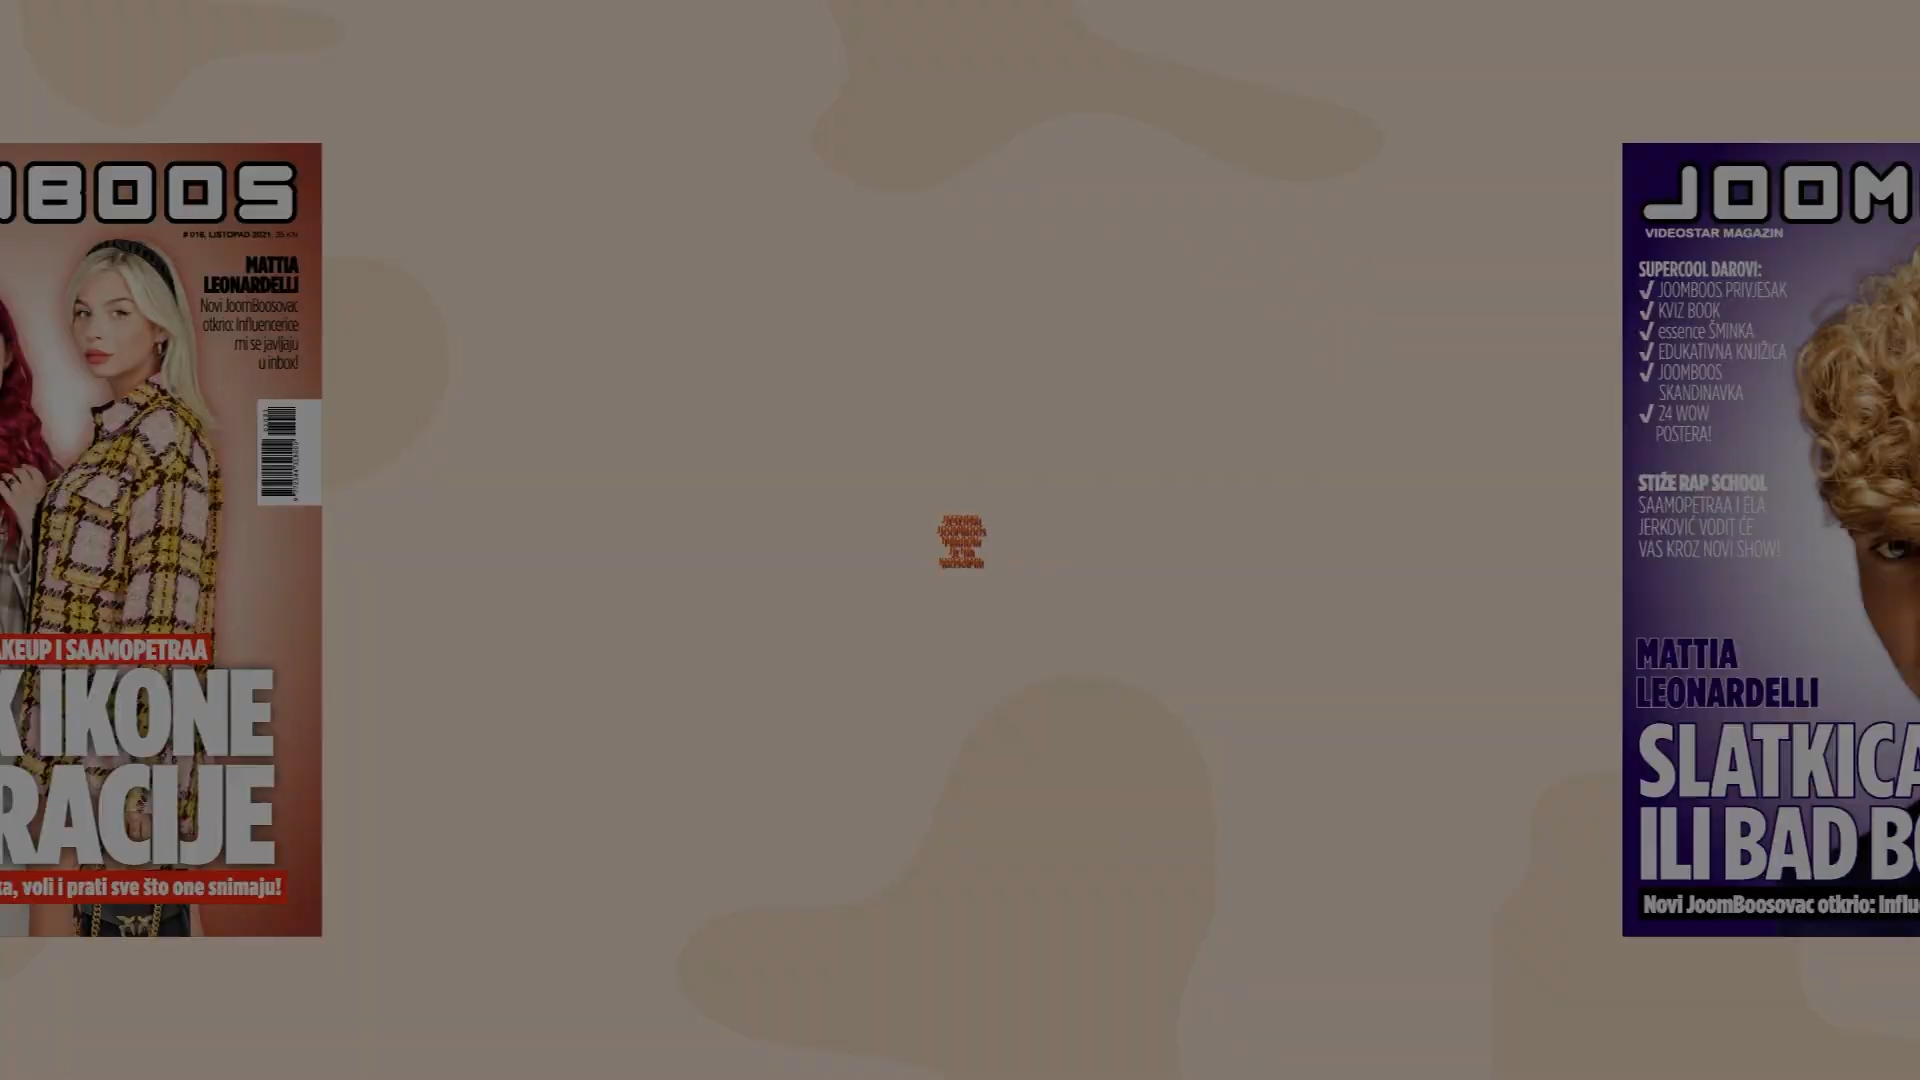 MBOOS
# 016, LISTOPAD 2021, 35 KN
MATTIA
LEONARDELLI
Novi JoomBoosovac
otkrio: Influencerice
mi se javljaju
u inbox!
AKEUP I SAAMOPETRAA
K IKONE
RACIJE
ka, voli i prati sve što one snimaju!
JOOM
VIDEOSTAR MAGAZIN
SUPERCOOL DAROVI:
✓ JOOMBOOS PRIVJESAK
✓ KVIZ BOOK
✓ essence ŠMINKA
✓ EDUKATIVNA KNJIŽICA
✓ JOOMBOOS
SKANDINAVKA
✓ 24 WOW
POSTERA!
STIŽE RAP SCHOOL
SAAMOPETRAA I ELA
JERKOVIĆ VODIT ĆE
VAS KROZ NOVI SHOW!
MATTIA
LEONARDELLI
SLATKICA
ILI BAD BO
Novi JoomBoosovac otkrio: Influe